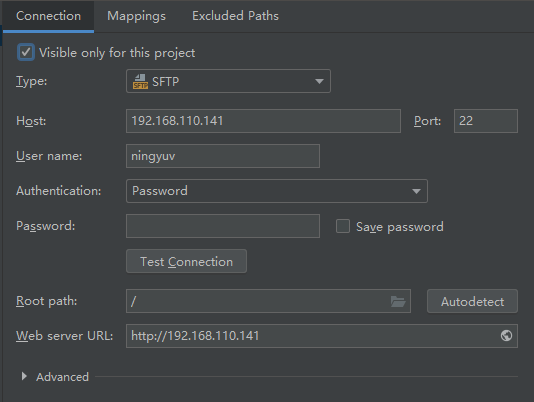 Connection Mappings Excluded Paths
Visible only for this project
Type: SFTP SFTP
Host: 192.168.110.141 Port: 22
User name: ningyuv
Authentication: Password
Password: Save password
Test Connection
Root path: / Autodetect
Web server URL: http://192.168.110.141
Advanced